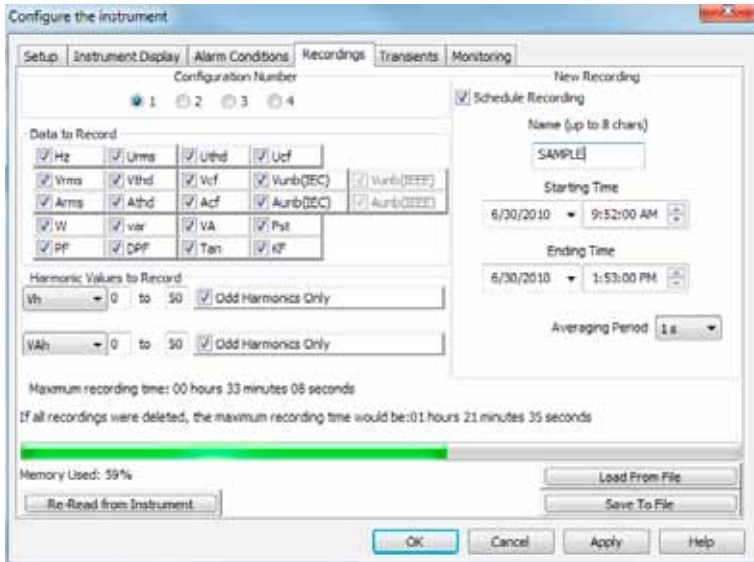 Configure the instrument
Setup Instrument Display Alarm Conditions Recordings Transients Monitoring
Configuration Number
1 2 3 4
Data to Record
Hz Urms Uthd Ucf
Vrms Vthd Vcf Vunb(IEC) Vunb(IEEE)
Arms Athd Acf Aunb(IEC) Aunb(IEEE)
W var VA Pst
PF DPF Tan KF
Harmonic Values to Record
Vh 0 to 50 Odd Harmonics Only
VAh 0 to 50 Odd Harmonics Only
New Recording
Schedule Recording
Name (up to 8 chars)
SAMPLE
Starting Time
6/30/2010 9:52:00 AM
Ending Time
6/30/2010 1:53:00 PM
Averaging Period 1 s
Maximum recording time: 00 hours 33 minutes 08 seconds
If all recordings were deleted, the maximum recording time would be:01 hours 21 minutes 35 seconds
Memory Used: 59%
Load From File
Re-Read from Instrument
Save To File
OK Cancel Apply Help